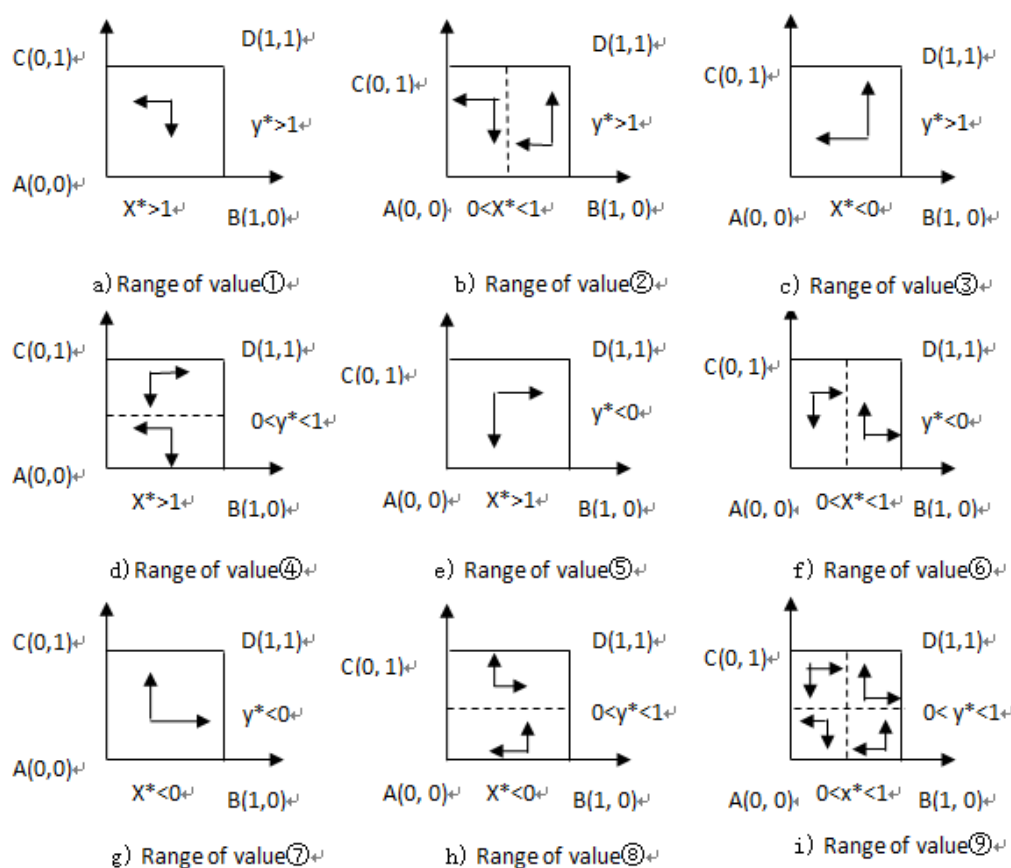 C(0,1)↵ D(1,1)↵
y*>1↵
A(0,0)↵
X*>1↵ B(1,0)↵
a) Range of value①↵
D(1,1)↵
C(0, 1)↵
y*>1↵
A(0, 0) 0<X*<1↵ B(1, 0)↵
b) Range of value②↵
C(0, 1)↵ D(1,1)↵
y*>1↵
A(0, 0)↵ X*<0↵ B(1, 0)↵
c) Range of value③↵
C(0,1)↵ D(1,1)↵
0<y*<1↵
A(0,0)↵
X*>1↵ B(1,0)↵
d) Range of value④↵
D(1,1)↵
C(0, 1)↵
y*<0↵
A(0, 0)↵ X*>1↵ B(1, 0)↵
e) Range of value⑤↵
C(0, 1)↵ D(1,1)↵
y*<0↵
A(0, 0) 0<X*<1↵ B(1, 0)↵
f) Range of value⑥↵
C(0,1)↵ D(1,1)↵
y*<0↵
A(0,0)↵
X*<0↵ B(1,0)↵
g) Range of value⑦↵
D(1,1)↵
C(0, 1)↵
0<y*<1↵
A(0, 0)↵ X*<0↵ B(1, 0)↵
h) Range of value⑧↵
C(0, 1)↵ D(1,1)↵
0< y*<1↵
A(0, 0) 0<x*<1↵ B(1, 0)↵
i) Range of value⑨↵